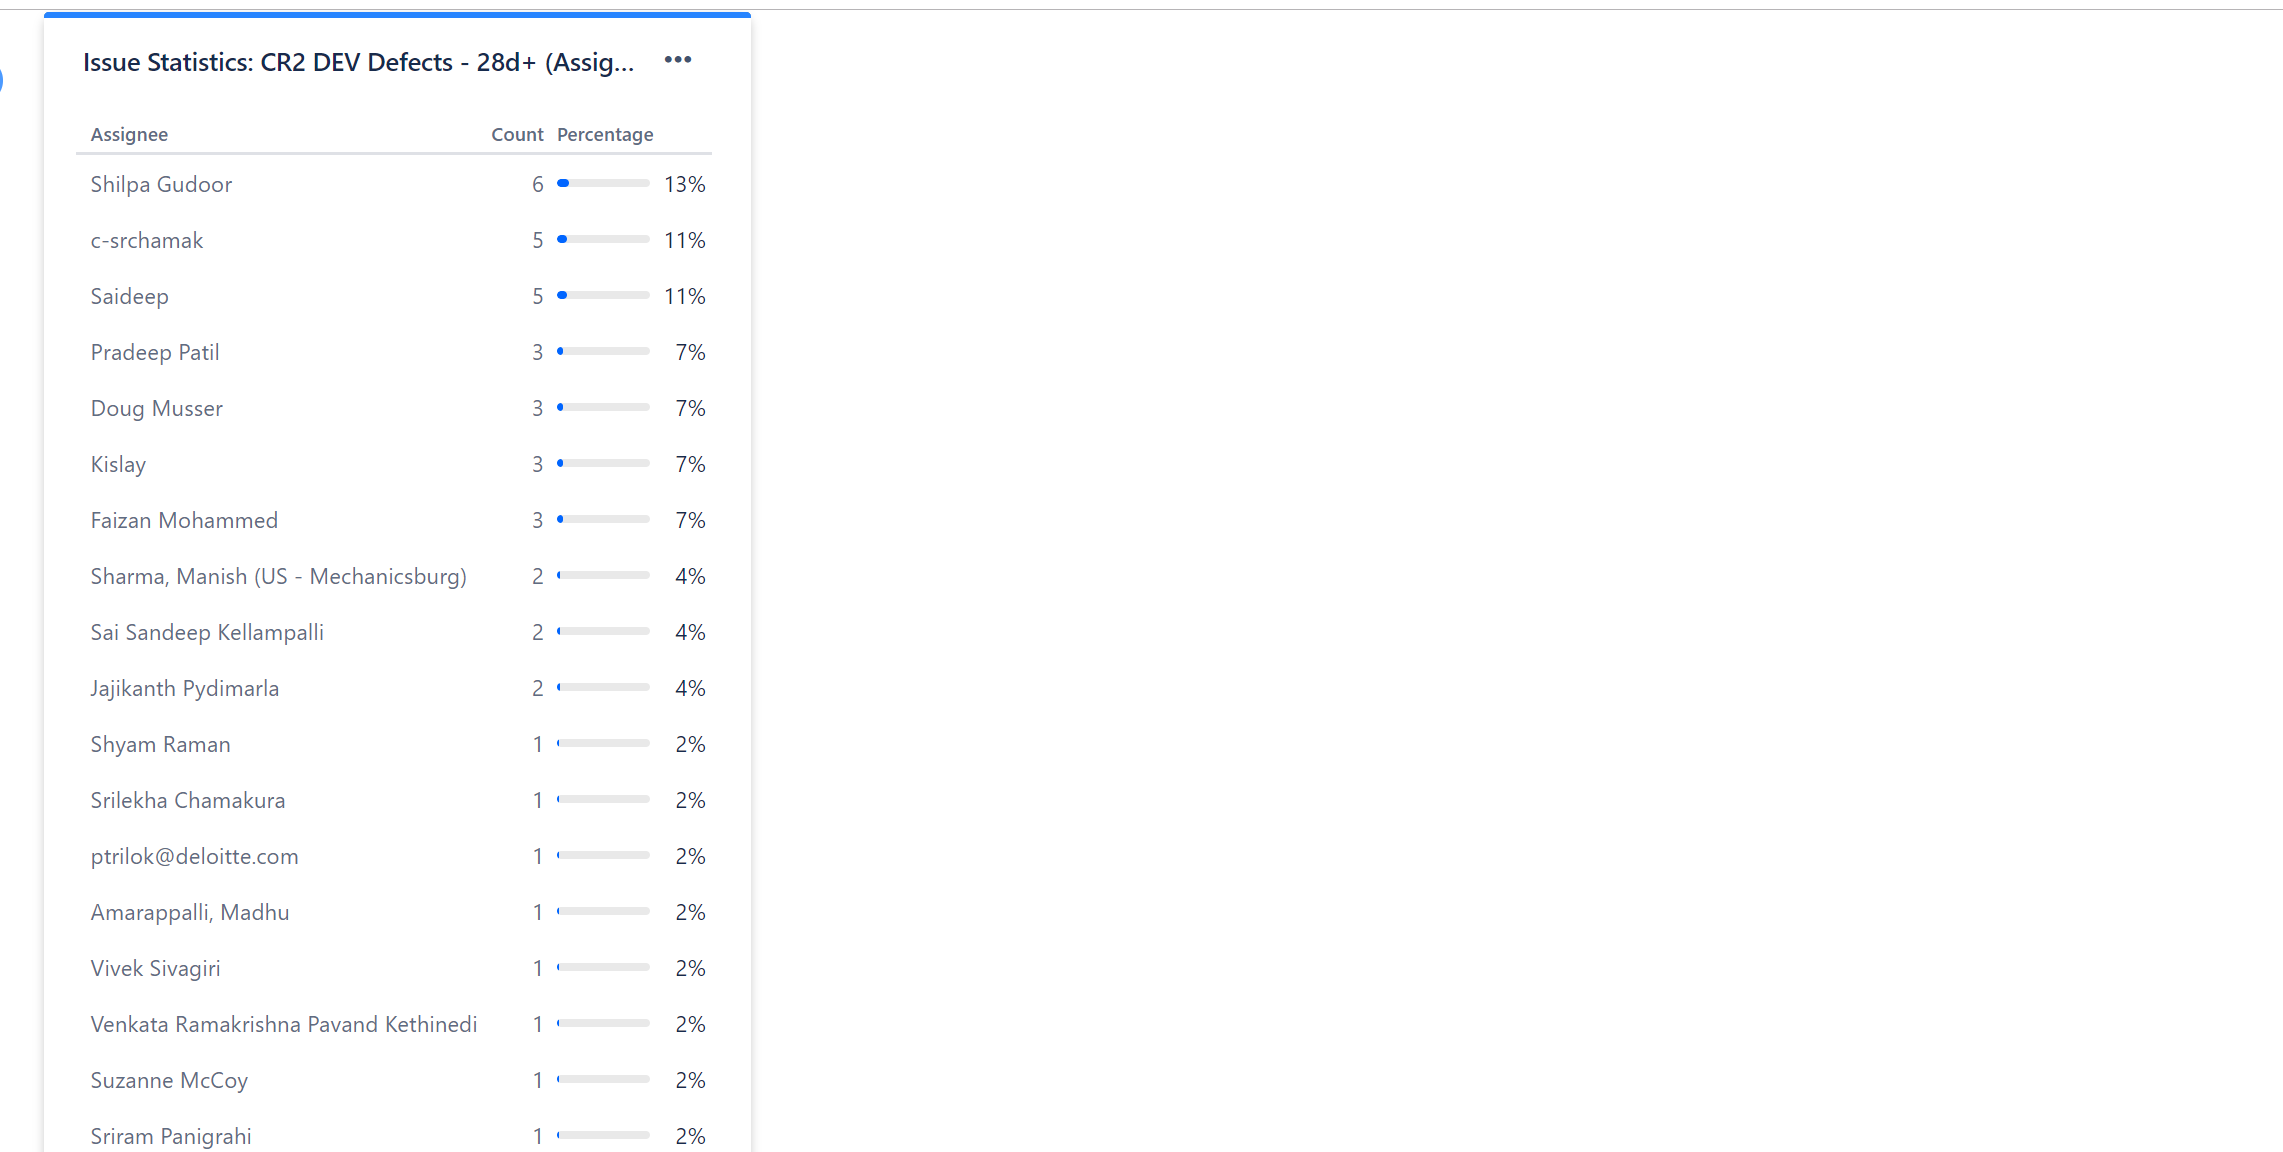 Issue Statistics: CR2 DEV Defects - 28d+ (Assig...
Assignee Count Percentage
Shilpa Gudoor 6 13%
c-srchamak 5 11%
Saideep 5 11%
Pradeep Patil 3 7%
Doug Musser 3 7%
Kislay 3 7%
Faizan Mohammed 3 7%
Sharma, Manish (US - Mechanicsburg) 2 4%
Sai Sandeep Kellampalli 2 4%
Jajikanth Pydimarla 2 4%
Shyam Raman 1 2%
Srilekha Chamakura 1 2%
ptrilok@deloitte.com 1 2%
Amarappalli, Madhu 1 2%
Vivek Sivagiri 1 2%
Venkata Ramakrishna Pavand Kethinedi 1 2%
Suzanne McCoy 1 2%
Sriram Panigrahi 1 2%